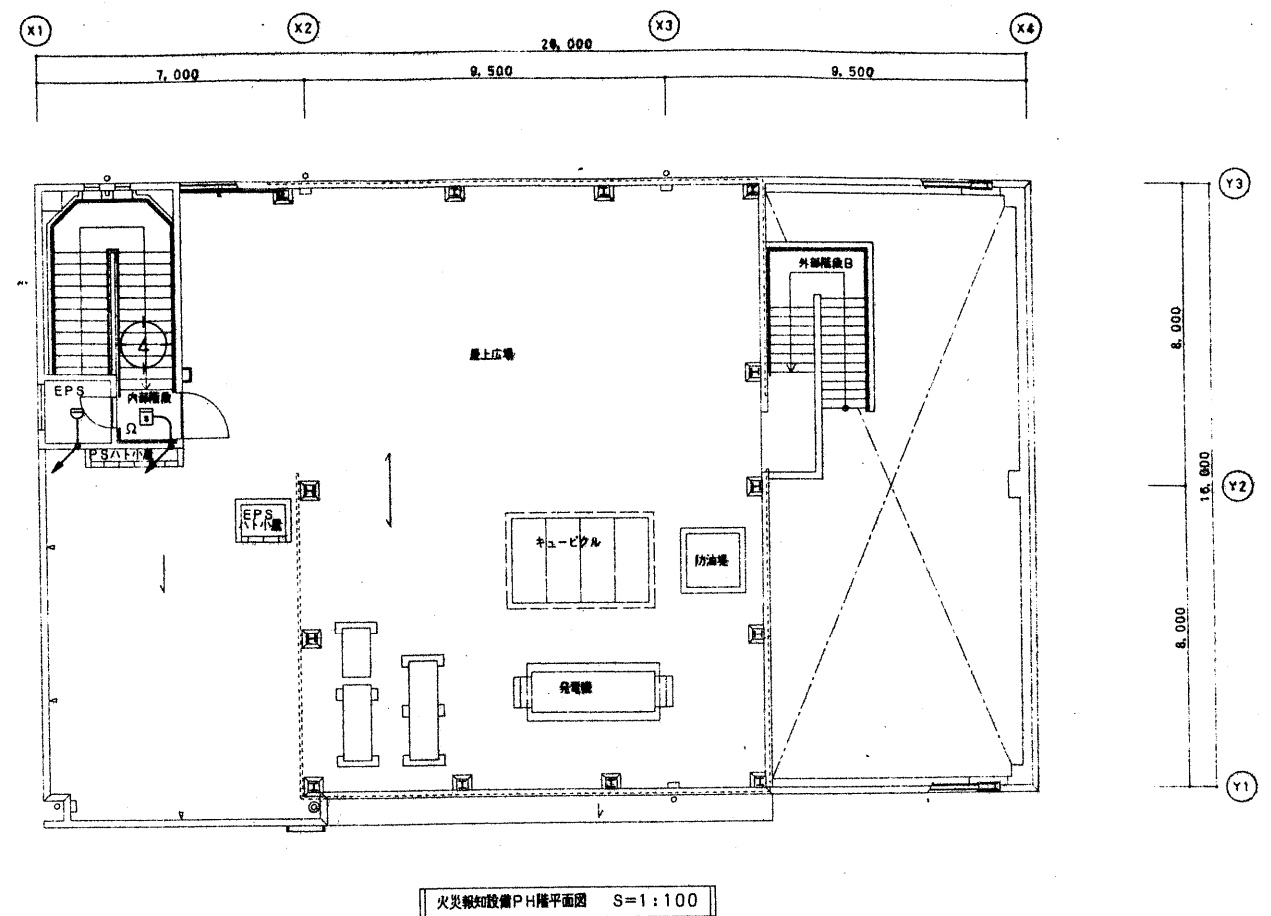 X1
X2
X3
X4
26,000
7,000
9,500
9,500
Y3
外部階段B
8,000
4
屋上広場
EPS
内部階段
S
Ω
PSハト小屋
16,000
Y2
EPS
ハト小屋
キュービクル
防油堤
8,000
発電機
Y1
火災報知設備PH階平面図 S=1:100